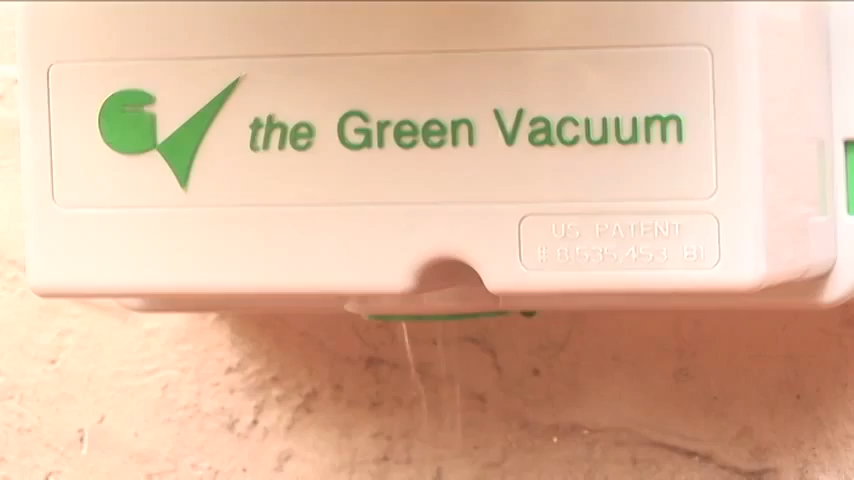 the Green Vacuum
US PATENT
# 8,535,453 B1